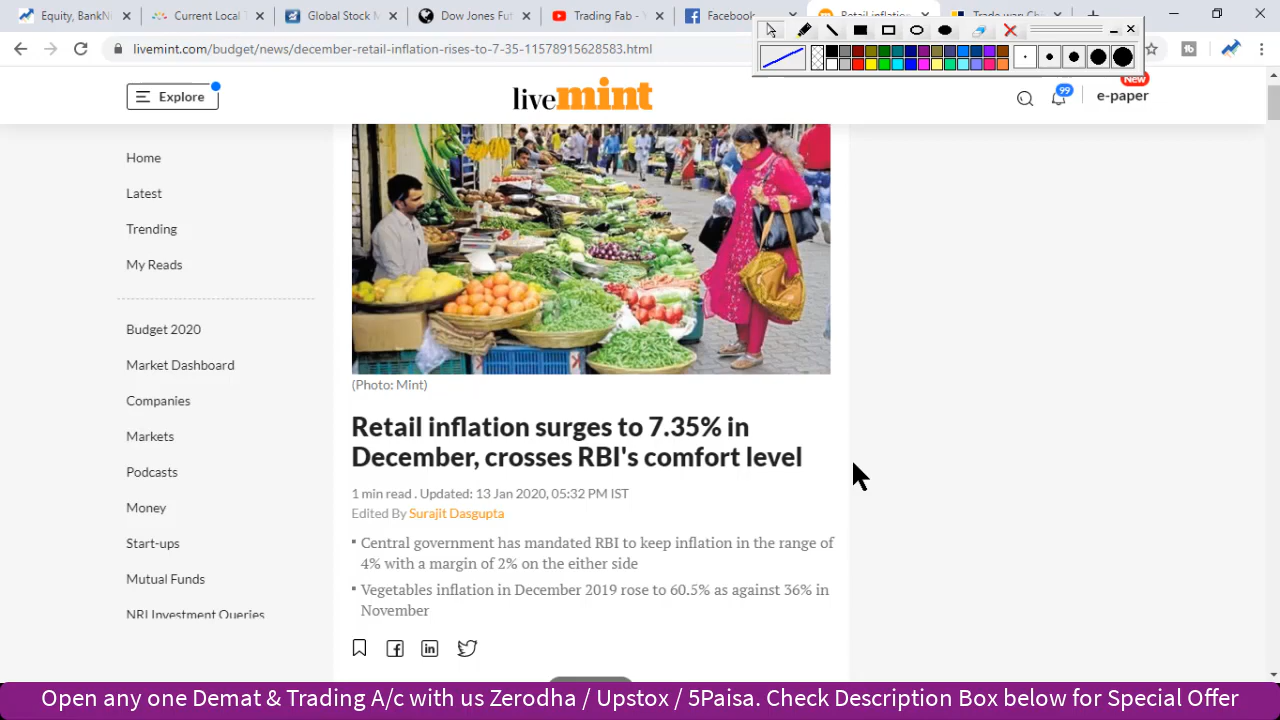 Equity, BankNi
Current Local T
Global Stock M
Dow Jones Fut
Trading Fab - Y
Facebook
Retail inflation
Trade war Ch
livemint.com/budget/news/december-retail-inflation-rises-to-7-35-11578915628583.html
Explore
livemint
99
New
e-paper
Home
Latest
Trending
My Reads
Budget 2020
Market Dashboard
Companies
Markets
Podcasts
Money
Start-ups
Mutual Funds
NRI Investment Queries
(Photo: Mint)
Retail inflation surges to 7.35% in
December, crosses RBI's comfort level
1 min read . Updated: 13 Jan 2020, 05:32 PM IST
Edited By Surajit Dasgupta
Central government has mandated RBI to keep inflation in the range of
4% with a margin of 2% on the either side
Vegetables inflation in December 2019 rose to 60.5% as against 36% in
November
Open any one Demat & Trading A/c with us Zerodha / Upstox / 5Paisa. Check Description Box below for Special Offer